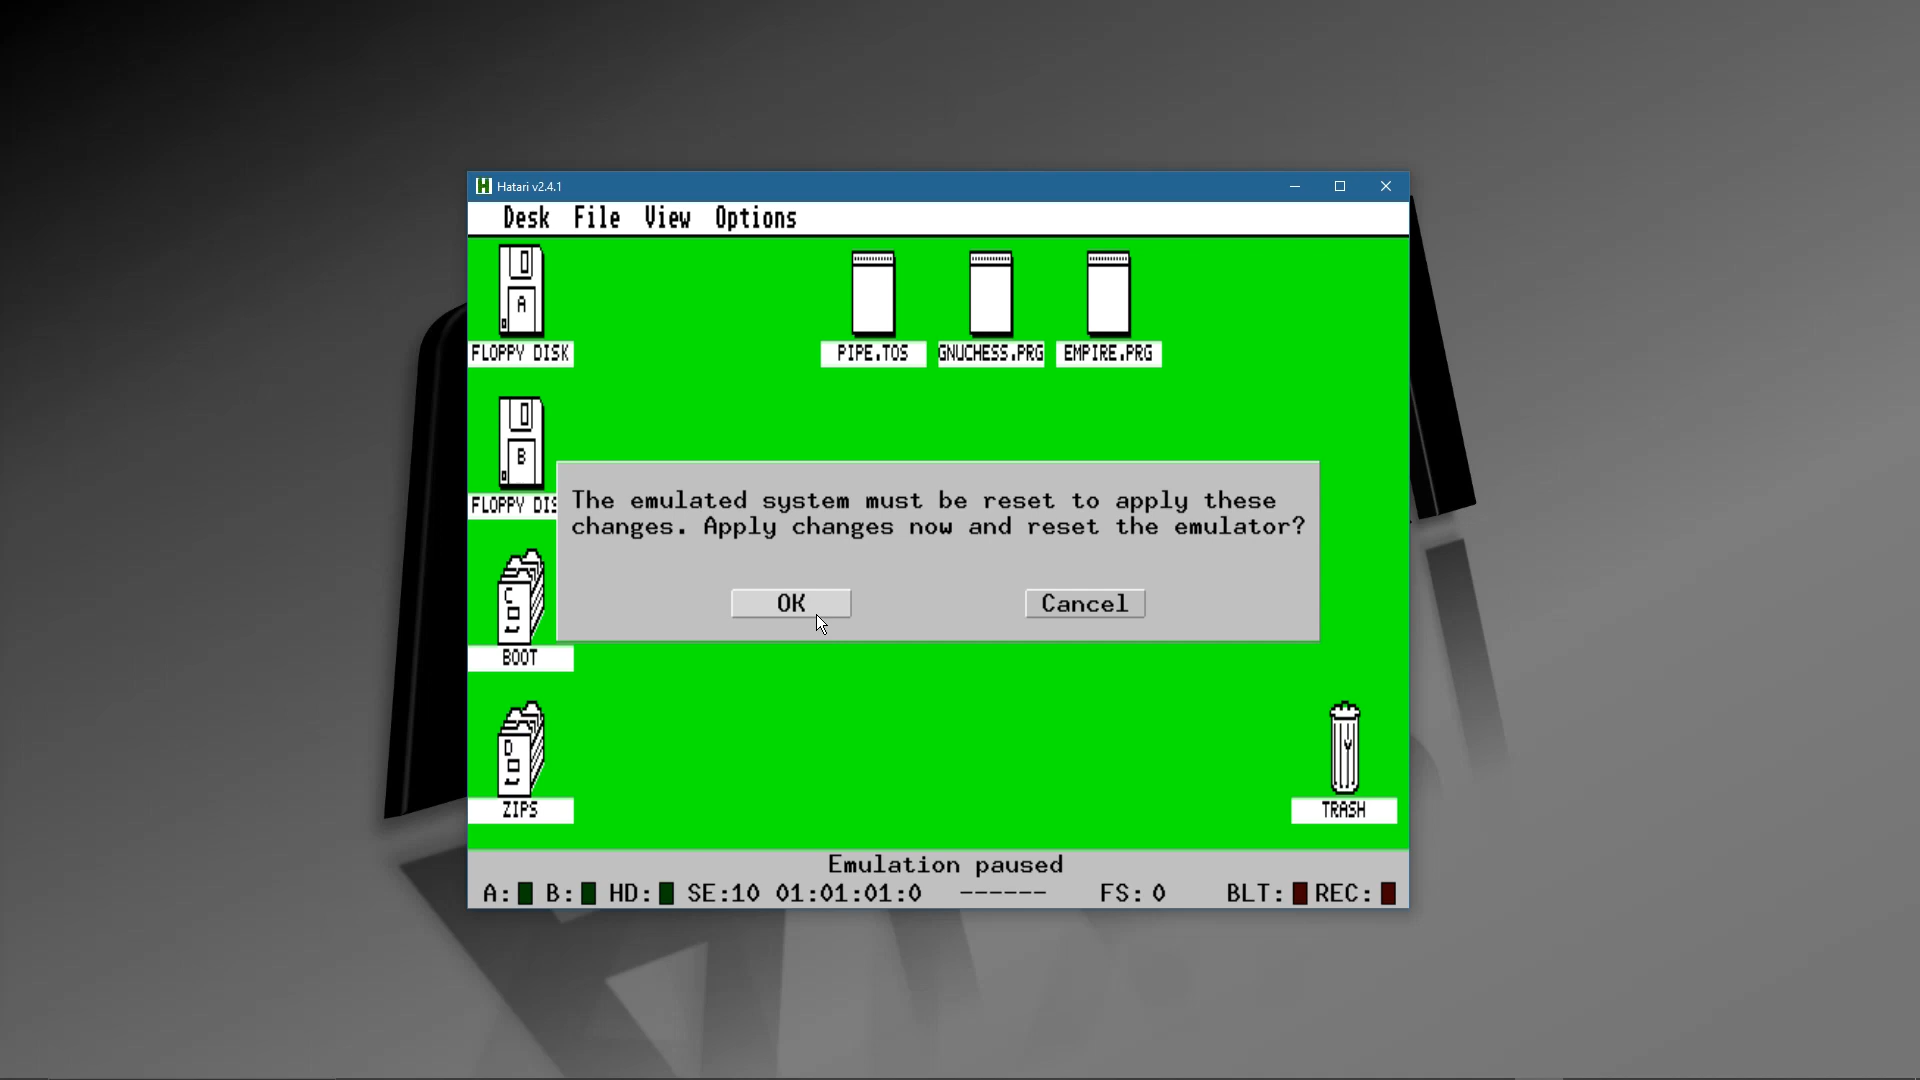 Hatari v2.4.1
Desk File View Options
A
FLOPPY DISK
PIPE.TOS
GNUCHESS.PRG
EMPIRE.PRG
B
FLOPPY DIS
The emulated system must be reset to apply these
changes. Apply changes now and reset the emulator?
OK
Cancel
C
BOOT
D
ZIPS
TRASH
Emulation paused
A: B: HD: SE:10 01:01:01:0 ------ FS: 0 BLT: REC: